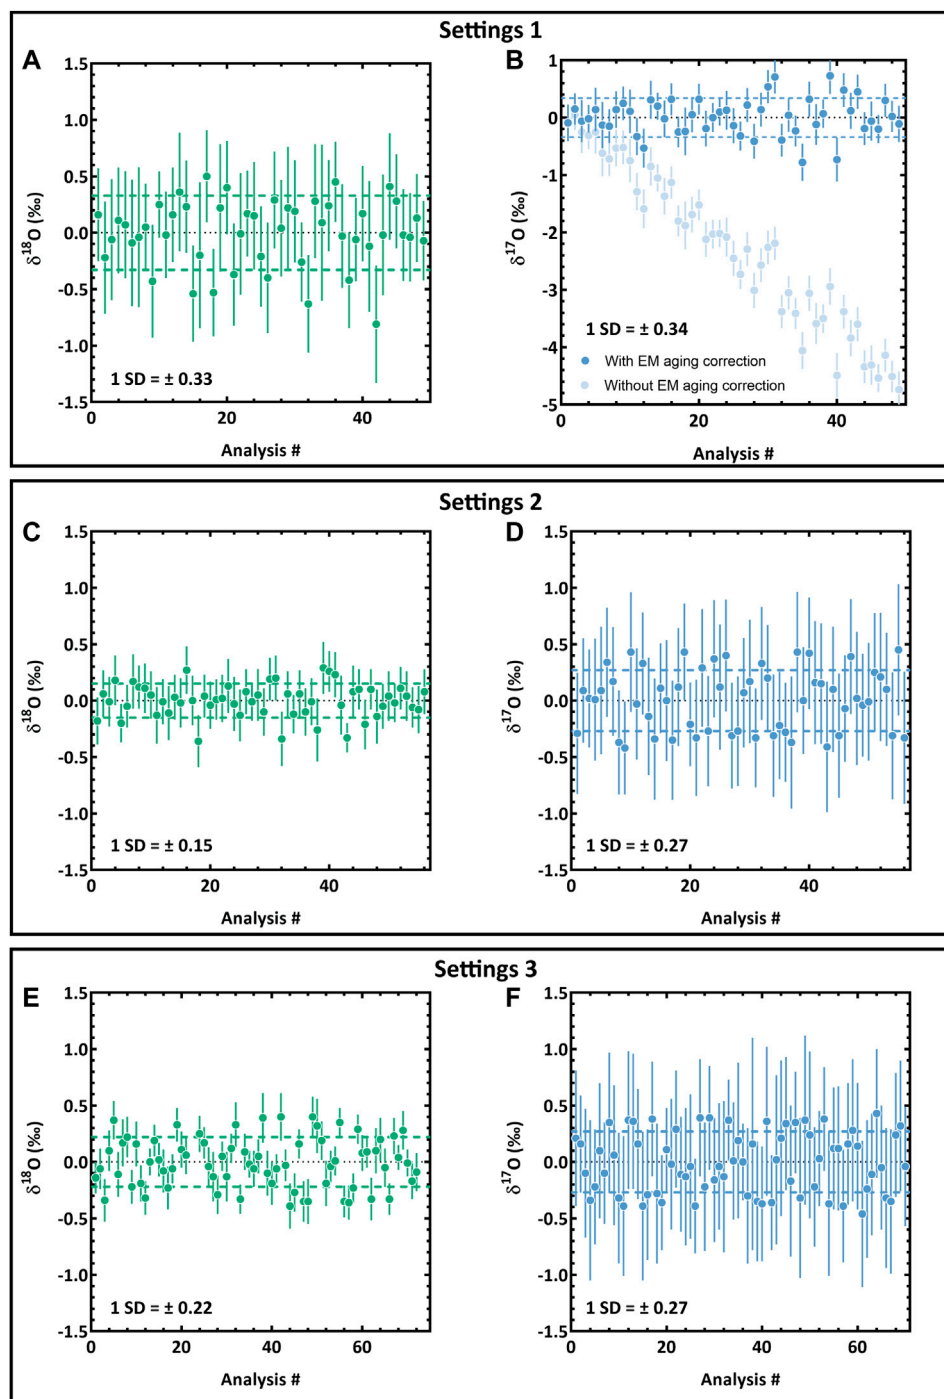 Settings 1
A
B
1.5
1.0
0.5
0.0
-0.5
-1.0
-1.5
δ¹⁸O (‰)
1 SD = ± 0.33
0 20 40
Analysis #
1
0
-1
-2
-3
-4
-5
δ¹⁷O (‰)
1 SD = ± 0.34
With EM aging correction
Without EM aging correction
0 20 40
Analysis #
Settings 2
C
D
1.5
1.0
0.5
0.0
-0.5
-1.0
-1.5
δ¹⁸O (‰)
1 SD = ± 0.15
0 20 40
Analysis #
1.5
1.0
0.5
0.0
-0.5
-1.0
-1.5
δ¹⁷O (‰)
1 SD = ± 0.27
0 20 40
Analysis #
Settings 3
E
F
1.5
1.0
0.5
0.0
-0.5
-1.0
-1.5
δ¹⁸O (‰)
1 SD = ± 0.22
0 20 40 60
Analysis #
1.5
1.0
0.5
0.0
-0.5
-1.0
-1.5
δ¹⁷O (‰)
1 SD = ± 0.27
0 20 40 60
Analysis #